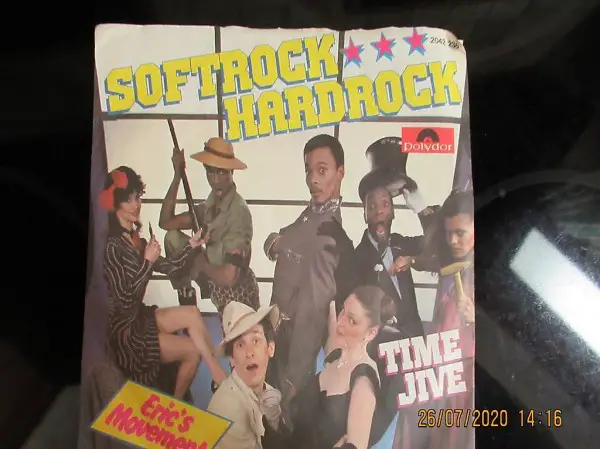 SOFTROCK
HARDROCK
Polydor
TIME
JIVE
Eric's
Movement
26/07/2020 14:16